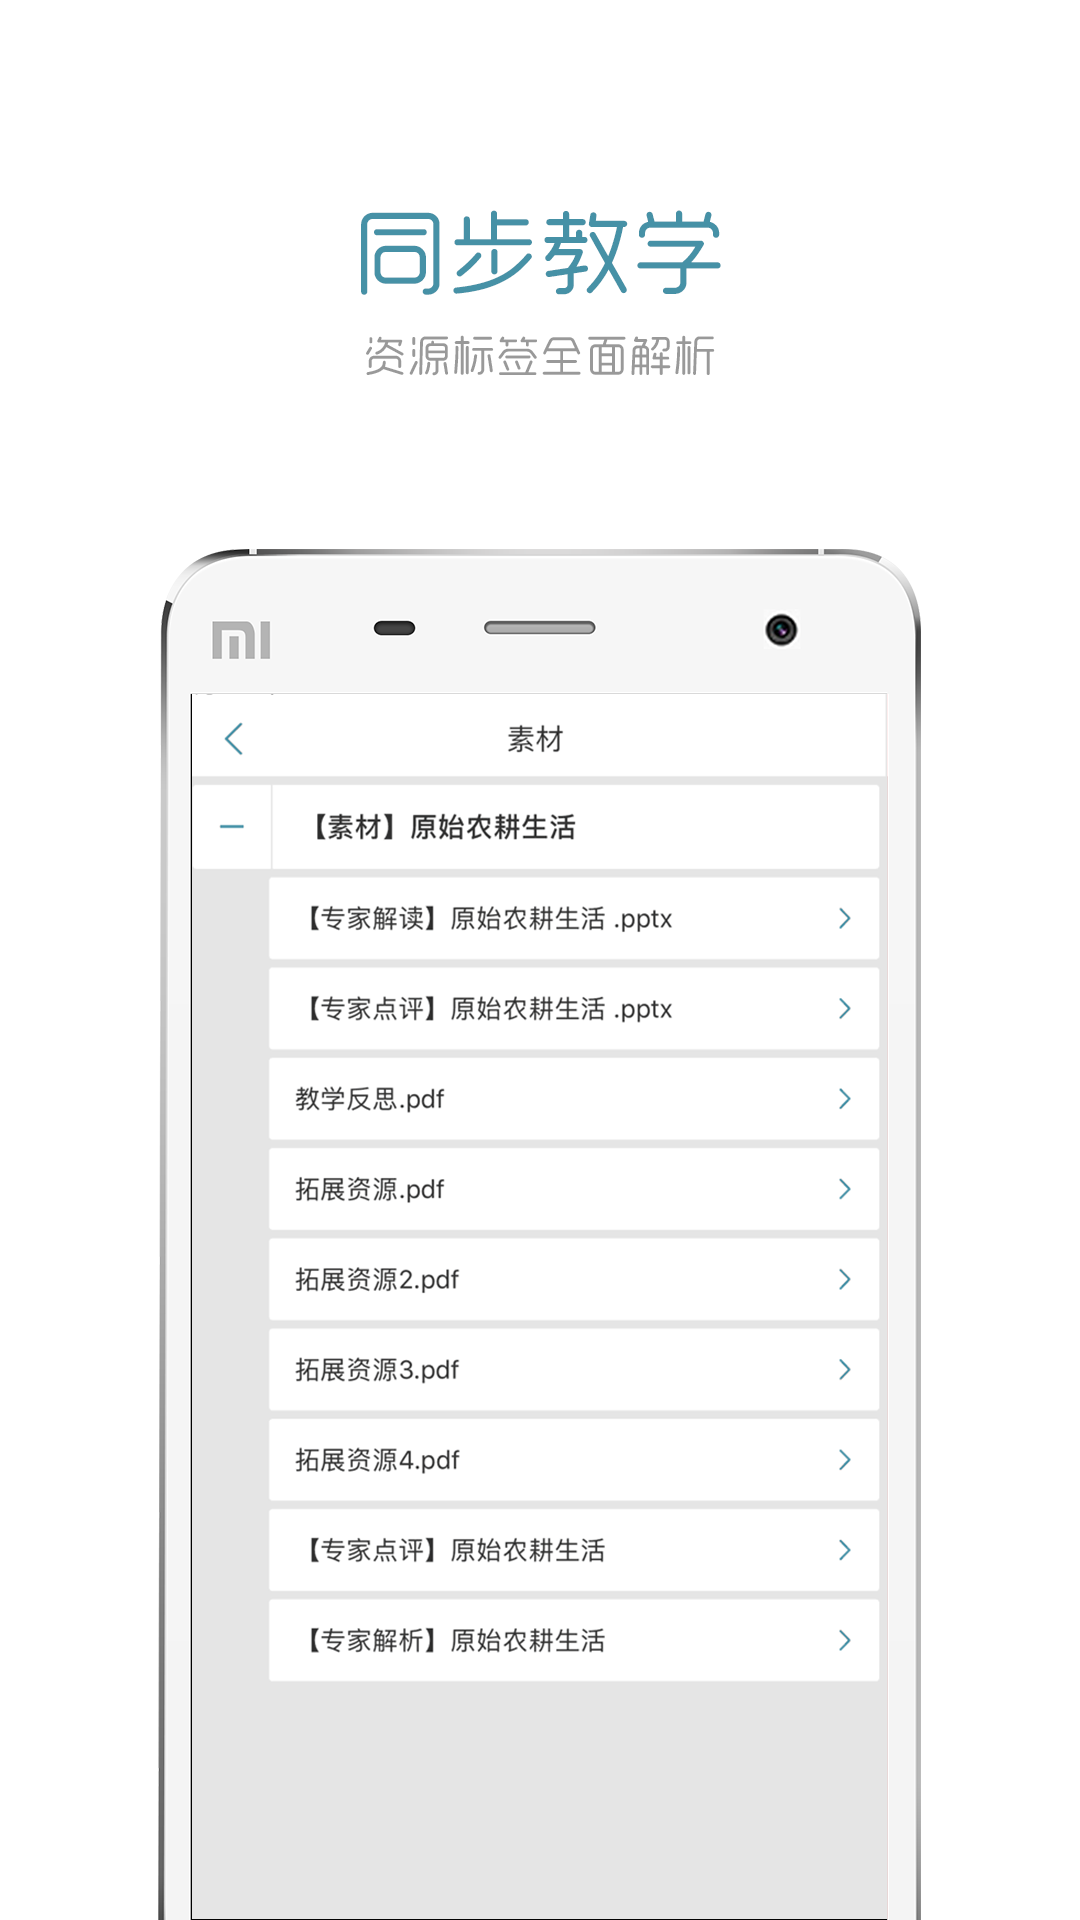 同步教学
资源标签全面解析
mi
素材
【素材】原始农耕生活
【专家解读】原始农耕生活 .pptx
【专家点评】原始农耕生活 .pptx
教学反思.pdf
拓展资源.pdf
拓展资源2.pdf
拓展资源3.pdf
拓展资源4.pdf
【专家点评】原始农耕生活
【专家解析】原始农耕生活